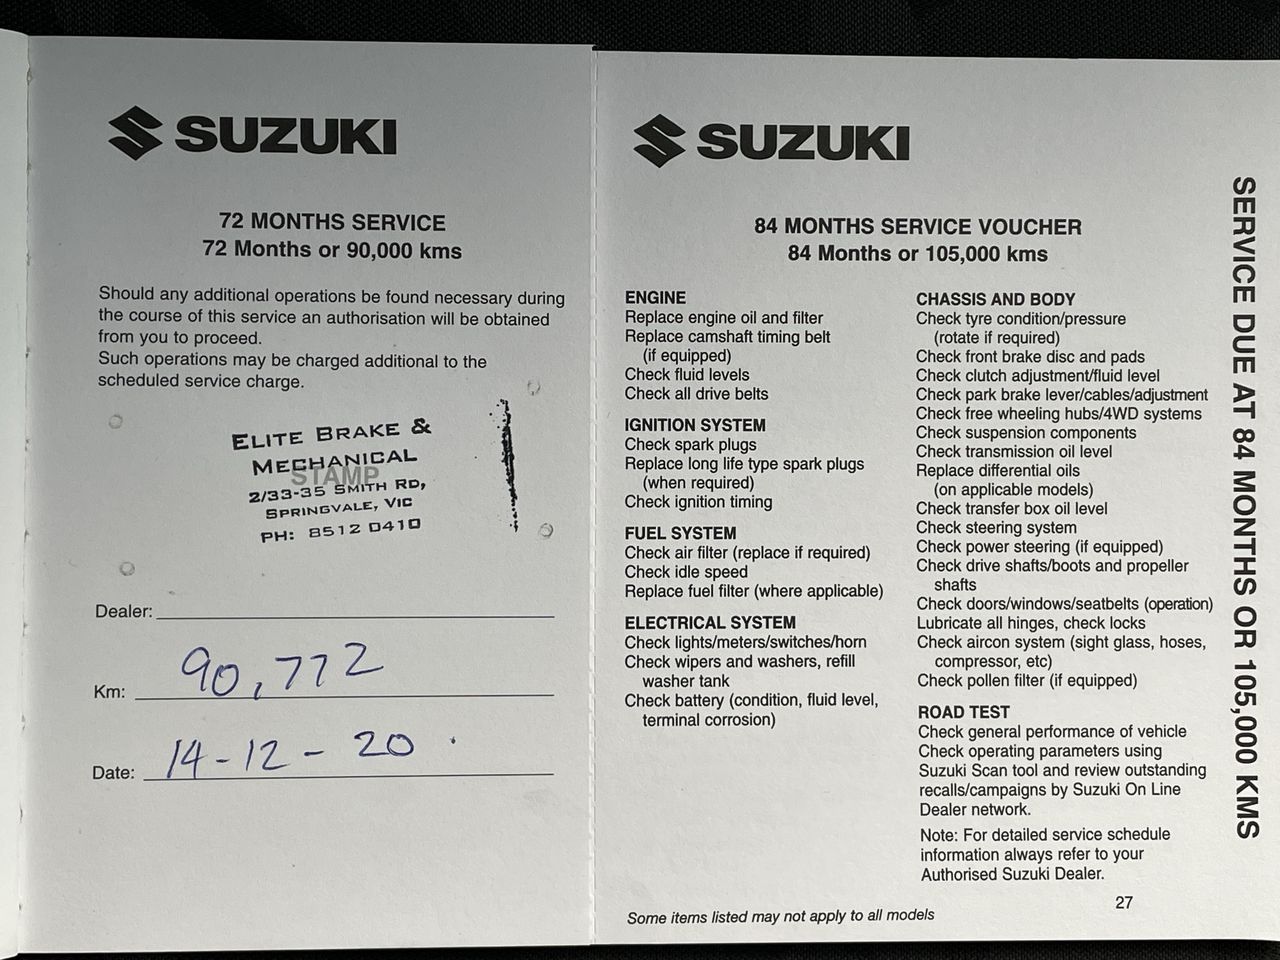 SUZUKI
72 MONTHS SERVICE
72 Months or 90,000 kms
Should any additional operations be found necessary during
the course of this service an authorisation will be obtained
from you to proceed.
Such operations may be charged additional to the
scheduled service charge.
ELITE BRAKE &
MECHANICAL
STAMP
2/33-35 SMITH RD,
SPRINGVALE, VIC
PH: 8512 0410
Dealer:
Km: 90,772
Date: 14-12-20.
SUZUKI
84 MONTHS SERVICE VOUCHER
84 Months or 105,000 kms
ENGINE
Replace engine oil and filter
Replace camshaft timing belt
(if equipped)
Check fluid levels
Check all drive belts
IGNITION SYSTEM
Check spark plugs
Replace long life type spark plugs
(when required)
Check ignition timing
FUEL SYSTEM
Check air filter (replace if required)
Check idle speed
Replace fuel filter (where applicable)
ELECTRICAL SYSTEM
Check lights/meters/switches/horn
Check wipers and washers, refill
washer tank
Check battery (condition, fluid level,
terminal corrosion)
CHASSIS AND BODY
Check tyre condition/pressure
(rotate if required)
Check front brake disc and pads
Check clutch adjustment/fluid level
Check park brake lever/cables/adjustment
Check free wheeling hubs/4WD systems
Check suspension components
Check transmission oil level
Replace differential oils
(on applicable models)
Check transfer box oil level
Check steering system
Check power steering (if equipped)
Check drive shafts/boots and propeller
shafts
Check doors/windows/seatbelts (operation)
Lubricate all hinges, check locks
Check aircon system (sight glass, hoses,
compressor, etc)
Check pollen filter (if equipped)
ROAD TEST
Check general performance of vehicle
Check operating parameters using
Suzuki Scan tool and review outstanding
recalls/campaigns by Suzuki On Line
Dealer network.
Note: For detailed service schedule
information always refer to your
Authorised Suzuki Dealer.
27
Some items listed may not apply to all models
SERVICE DUE AT 84 MONTHS OR 105,000 KMS